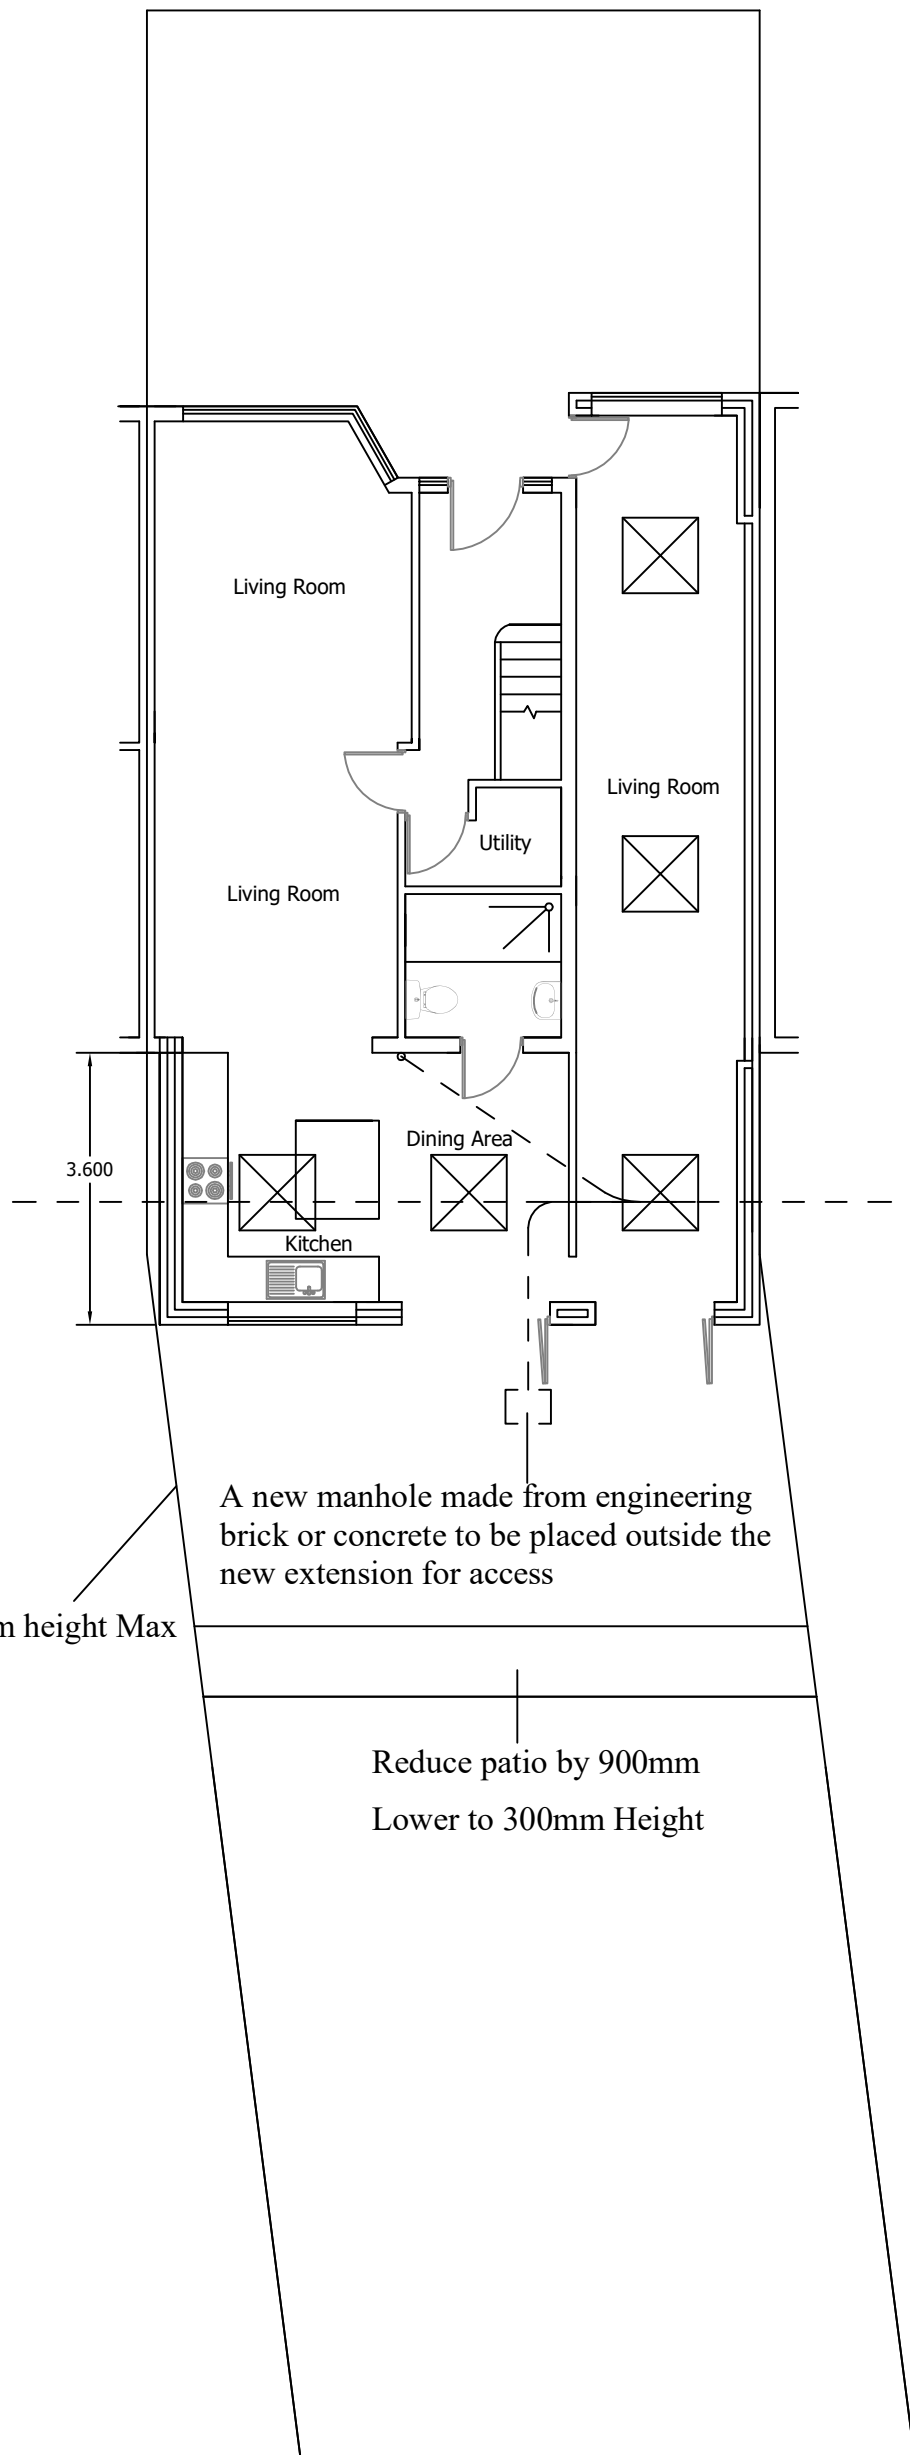 Living Room
Living Room
Utility
Living Room
Dining Area
3.600
Kitchen
A new manhole made from engineering
brick or concrete to be placed outside the
new extension for access
height Max
Reduce patio by 900mm
Lower to 300mm Height